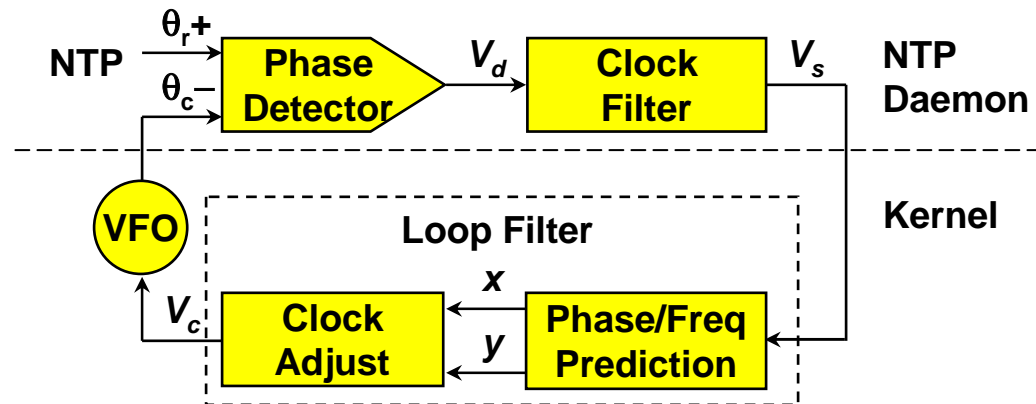 NTP
θr+
θc−
Phase
Detector
Vd
Clock
Filter
Vs
NTP
Daemon
VFO
Kernel
Loop Filter
Vc
Clock
Adjust
x
y
Phase/Freq
Prediction